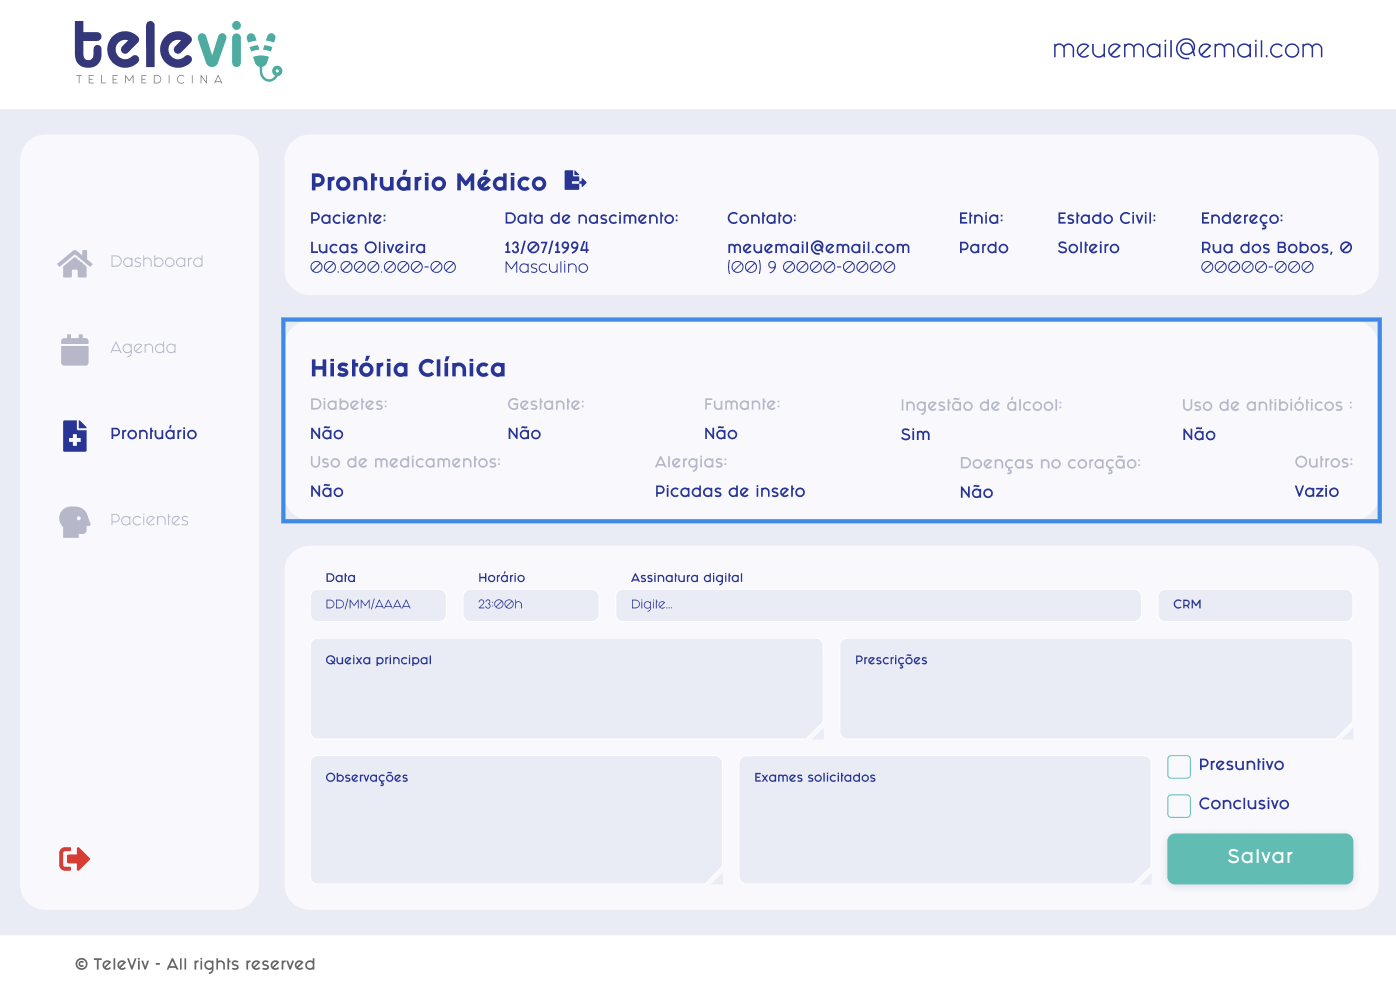 televiv
TELEMEDICINA
meuemail@email.com
Dashboard
Agenda
Prontuário
Pacientes
Prontuário Médico
Paciente: Data de nascimento: Contato: Etnia: Estado Civil: Endereço:
Lucas Oliveira 13/07/1994 meuemail@email.com Pardo Solteiro Rua dos Bobos, 0
00.000.000-00 Masculino (00) 9 0000-0000 00000-000
História Clínica
Diabetes: Gestante: Fumante: Ingestão de álcool: Uso de antibióticos :
Não Não Não Sim Não
Uso de medicamentos: Alergias: Doenças no coração: Outros:
Não Picadas de inseto Não Vazio
Data Horário Assinatura digital
DD/MM/AAAA 23:00h Digite... CRM
Queixa principal Prescrições
Observações Exames solicitados
Presuntivo
Conclusivo
Salvar
© TeleViv - All rights reserved